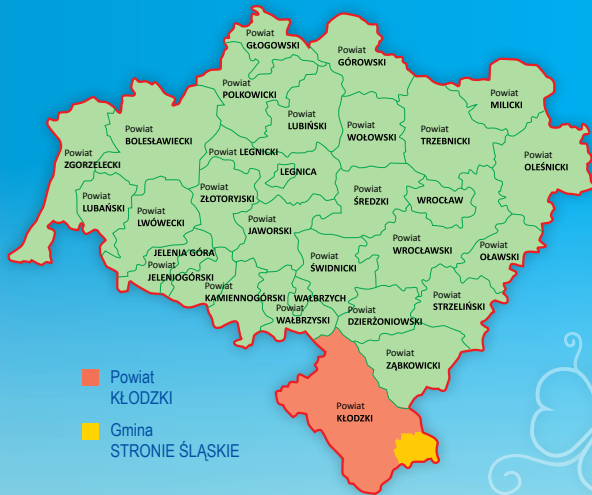 Powiat
GŁOGOWSKI
Powiat
GÓROWSKI
Powiat
POLKOWICKI
Powiat
MILICKI
Powiat
LUBIŃSKI
Powiat
BOLESŁAWIECKI
Powiat
WOŁOWSKI
Powiat
TRZEBNICKI
Powiat
ZGORZELECKI
Powiat LEGNICKI
Powiat
OLEŚNICKI
LEGNICA
Powiat
ZŁOTORYJSKI
Powiat
LUBAŃSKI
Powiat
ŚREDZKI
WROCŁAW
Powiat
LWÓWECKI
Powiat
JAWORSKI
Powiat
WROCŁAWSKI
Powiat
OŁAWSKI
JELENIA GÓRA
Powiat
JELENIOGÓRSKI
Powiat
ŚWIDNICKI
Powiat
KAMIENNOGÓRSKI
WAŁBRZYCH
Powiat
STRZELIŃSKI
Powiat
WAŁBRZYSKI
Powiat
DZIERŻONIOWSKI
Powiat
ZĄBKOWICKI
Powiat
KŁODZKI
Powiat
KŁODZKI
Gmina
STRONIE ŚLĄSKIE